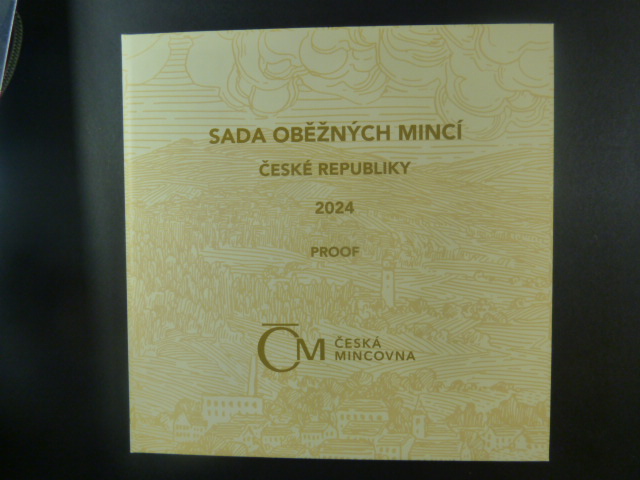 SADA OBĚŽNÝCH MINCÍ
ČESKÉ REPUBLIKY
2024
PROOF
ČM ČESKÁ
MINCOVNA